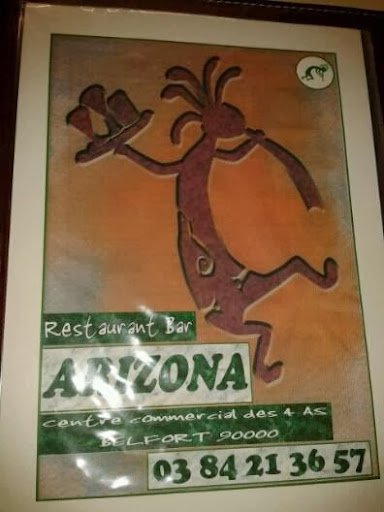 Restaurant Bar
ARIZONA
centre commercial des 4 AS
BELFORT 90000
03 84 21 36 57